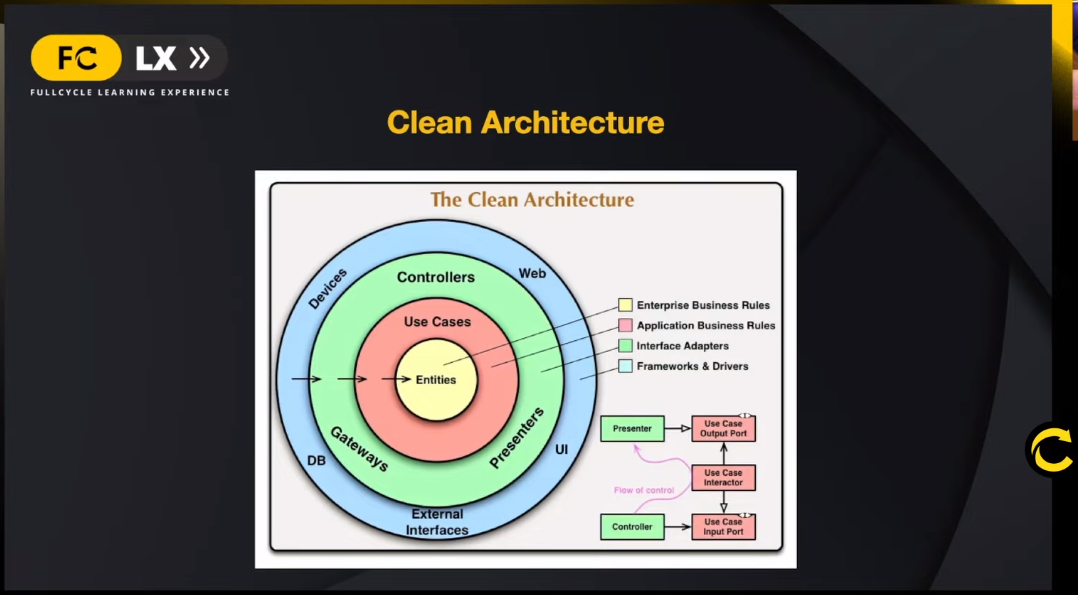 FC LX
FULLCYCLE LEARNING EXPERIENCE
Clean Architecture
The Clean Architecture
Devices
Web
Controllers
Use Cases
Entities
Gateways
Presenters
DB
UI
External
Interfaces
Enterprise Business Rules
Application Business Rules
Interface Adapters
Frameworks & Drivers
Presenter
Use Case
Output Port
Flow of control
Use Case
Interactor
Controller
Use Case
Input Port